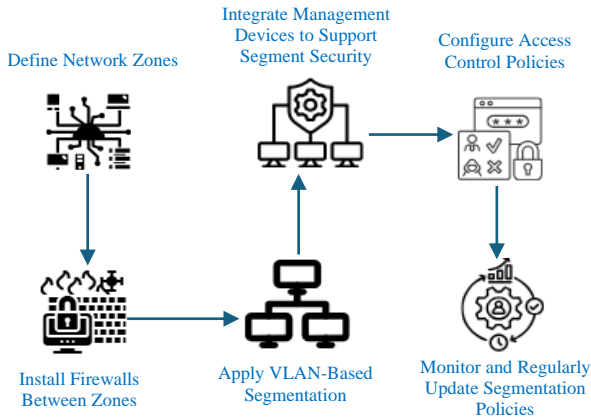 Define Network Zones
Integrate Management
Devices to Support
Segment Security
Configure Access
Control Policies
Install Firewalls
Between Zones
Apply VLAN-Based
Segmentation
Monitor and Regularly
Update Segmentation
Policies